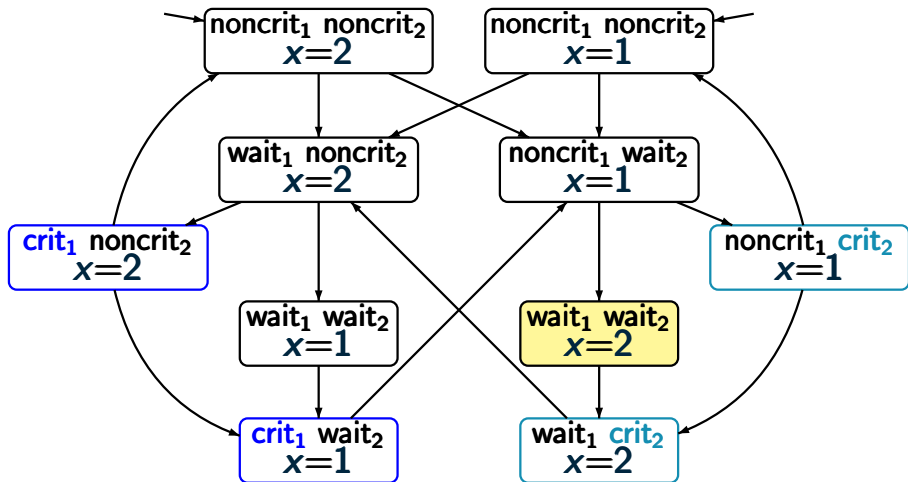 noncrit₁ noncrit₂
x=2
noncrit₁ noncrit₂
x=1
wait₁ noncrit₂
x=2
noncrit₁ wait₂
x=1
crit₁ noncrit₂
x=2
noncrit₁ crit₂
x=1
wait₁ wait₂
x=1
wait₁ wait₂
x=2
crit₁ wait₂
x=1
wait₁ crit₂
x=2